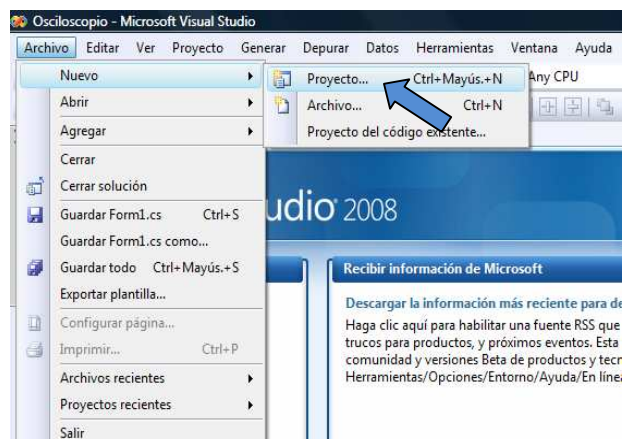 Osciloscopio - Microsoft Visual Studio
Archivo Editar Ver Proyecto Generar Depurar Datos Herramientas Ventana Ayuda
Nuevo
Proyecto... Ctrl+Mayús.+N
Any CPU
Abrir
Archivo... Ctrl+N
Agregar
Proyecto del código existente...
Cerrar
Cerrar solución
Guardar Form1.cs Ctrl+S
udio 2008
Guardar Form1.cs como...
Guardar todo Ctrl+Mayús.+S
Recibir información de Microsoft
Exportar plantilla...
Descargar la información más reciente para de
Configurar página...
Haga clic aquí para habilitar una fuente RSS que
Imprimir... Ctrl+P
trucos para productos, y próximos eventos. Esta
comunidad y versiones Beta de productos y tecr
Archivos recientes
Herramientas/Opciones/Entorno/Ayuda/En línea
Proyectos recientes
Salir